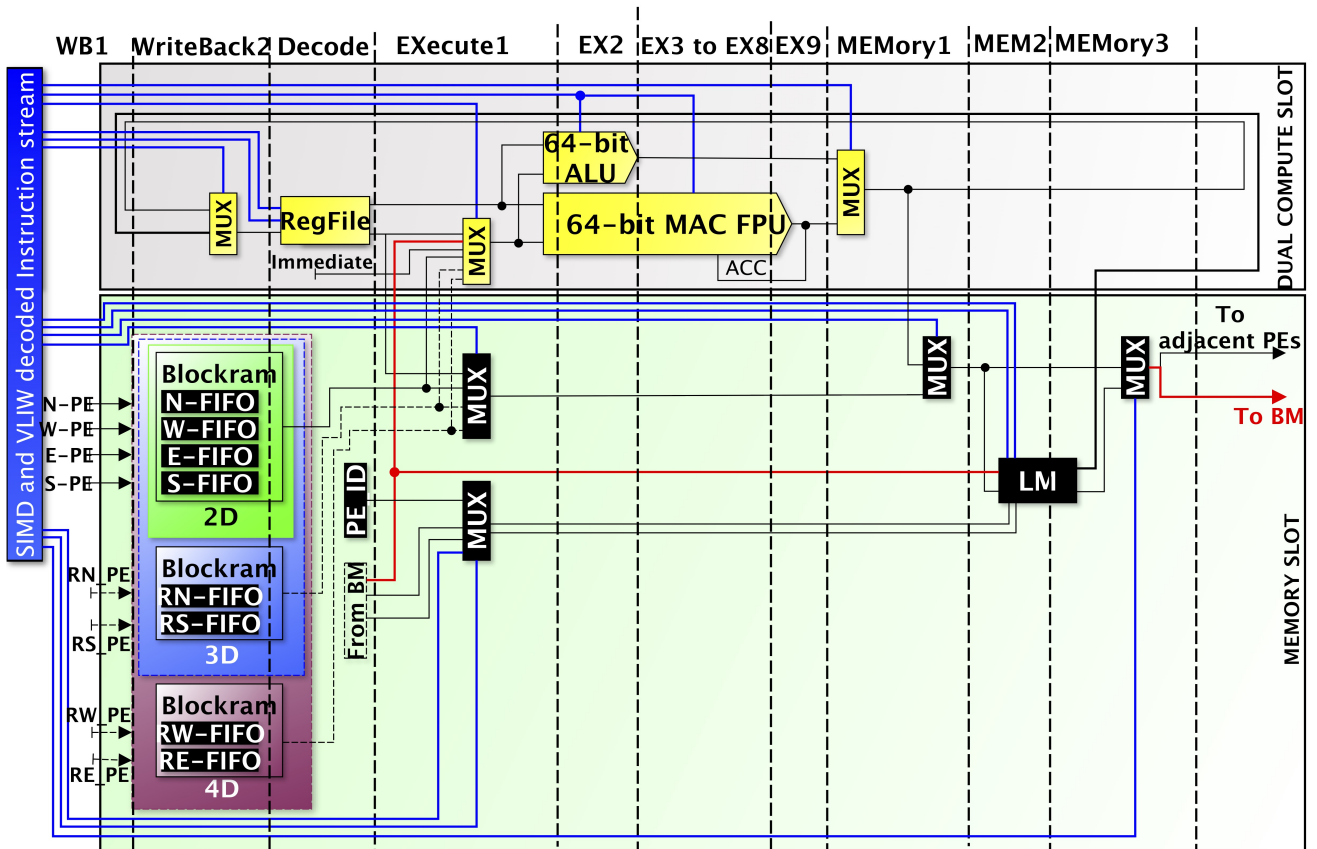 WB1 WriteBack2 Decode EXecute1 EX2 EX3 to EX8 EX9 MEMory1 MEM2 MEMory3
SIMD and VLIW decoded Instruction stream
DUAL COMPUTE SLOT
64-bit
ALU
MUX
MUX
RegFile
64-bit MAC FPU
MUX
Immediate
ACC
To
adjacent PEs
To BM
Blockram
N-FIFO
W-FIFO
E-FIFO
S-FIFO
2D
N-PE
W-PE
E-PE
S-PE
MUX
MUX
MUX
PE ID
MUX
LM
From BM
MEMORY SLOT
RN_PE
RS_PE
Blockram
RN-FIFO
RS-FIFO
3D
RW_PE
RE_PE
Blockram
RW-FIFO
RE-FIFO
4D